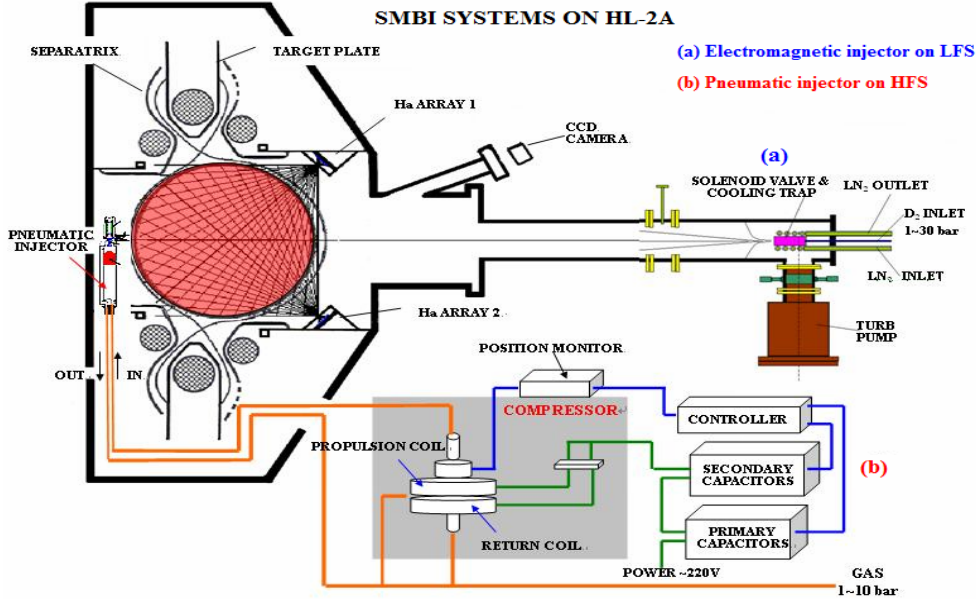 SMBI SYSTEMS ON HL-2A
(a) Electromagnetic injector on LFS
(b) Pneumatic injector on HFS
SEPARATRIX
TARGET PLATE
Ha ARRAY 1
CCD
CAMERA
(a)
SOLENOID VALVE &
COOLING TRAP
LN₂ OUTLET
D₂ INLET
1~30 bar
LN₂ INLET
PNEUMATIC
INJECTOR
Ha ARRAY 2
TURB
PUMP
OUT
IN
POSITION MONITOR
COMPRESSOR
CONTROLLER
PROPULSION COIL
SECONDARY
CAPACITORS
(b)
PRIMARY
CAPACITORS
RETURN COIL
POWER ~220V
GAS
1~10 bar